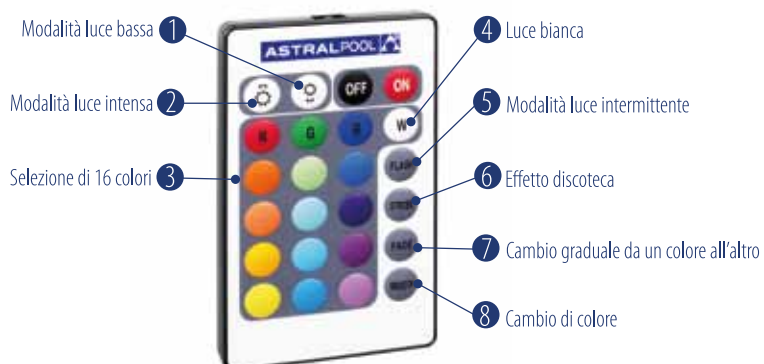 Modalità luce bassa 1
Modalità luce intensa 2
Selezione di 16 colori 3
ASTRALPOOL
OFF ON
R G B W
FLASH
STROBE
FADE
SMOOTH
4 Luce bianca
5 Modalità luce intermittente
6 Effetto discoteca
7 Cambio graduale da un colore all'altro
8 Cambio di colore